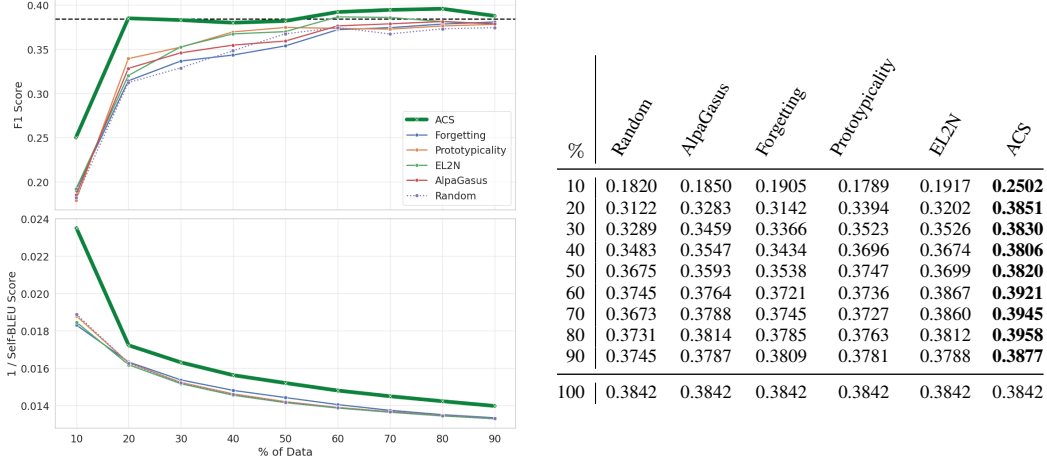 0.40
0.35
0.30
0.25
0.20
F1 Score
ACS
Forgetting
Prototypicality
EL2N
AlpaGasus
Random
0.024
0.022
0.020
0.018
0.016
0.014
1 / Self-BLEU Score
10 20 30 40 50 60 70 80 90
% of Data
% Random AlpaGasus Forgetting Prototypicality EL2N ACS
10 0.1820 0.1850 0.1905 0.1789 0.1917 0.2502
20 0.3122 0.3283 0.3142 0.3394 0.3202 0.3851
30 0.3289 0.3459 0.3366 0.3523 0.3526 0.3830
40 0.3483 0.3547 0.3434 0.3696 0.3674 0.3806
50 0.3675 0.3593 0.3538 0.3747 0.3699 0.3820
60 0.3745 0.3764 0.3721 0.3736 0.3867 0.3921
70 0.3673 0.3788 0.3745 0.3727 0.3860 0.3945
80 0.3731 0.3814 0.3785 0.3763 0.3812 0.3958
90 0.3745 0.3787 0.3809 0.3781 0.3788 0.3877
100 0.3842 0.3842 0.3842 0.3842 0.3842 0.3842